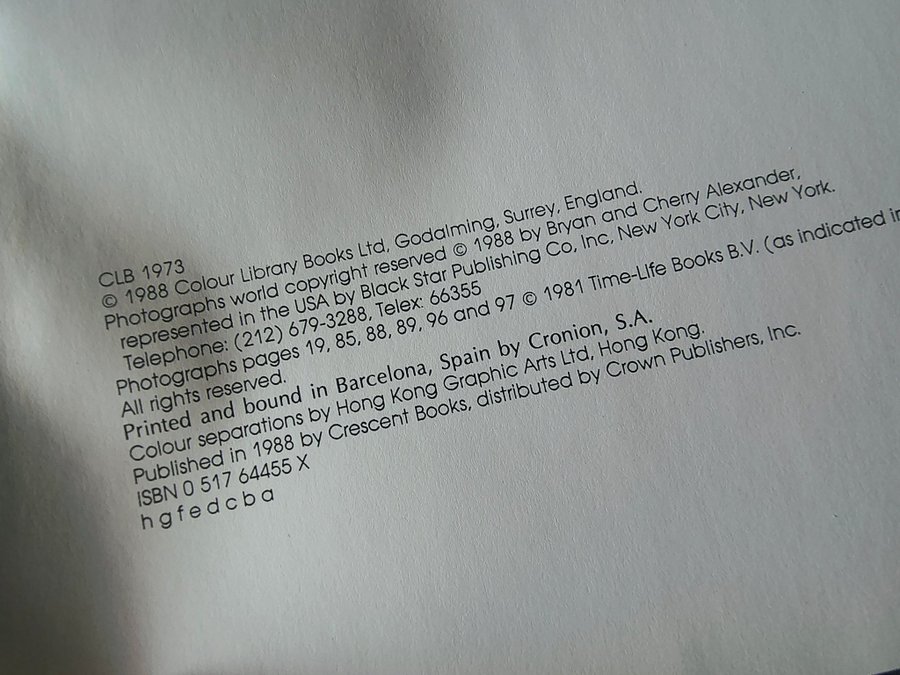 CLB 1973
© 1988 Colour Library Books Ltd, Godalming, Surrey, England.
Photographs world copyright reserved © 1988 by Bryan and Cherry Alexander,
represented in the USA by Black Star Publishing Co, Inc, New York City, New York.
Telephone: (212) 679-3288, Telex: 66355
Photographs pages 19, 85, 88, 89, 96 and 97 © 1981 Time-Life Books B.V. (as indicated in
All rights reserved.
Printed and bound in Barcelona, Spain by Cronion, S.A.
Colour separations by Hong Kong Graphic Arts Ltd, Hong Kong.
Published in 1988 by Crescent Books, distributed by Crown Publishers, Inc.
ISBN 0 517 64455 X
h g f e d c b a